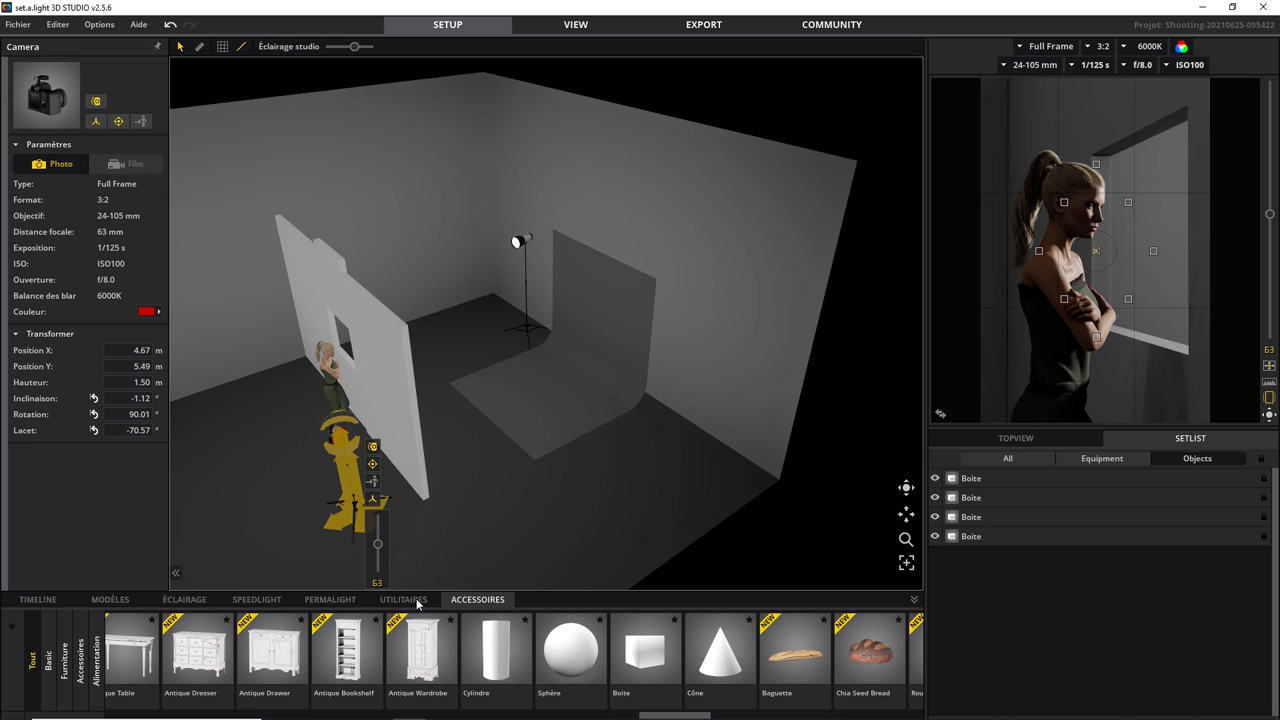 set.a.light 3D STUDIO v2.5.6
Fichier Editer Options Aide SETUP VIEW EXPORT COMMUNITY Projet: Shooting-20210625-095422
Camera Éclairage studio Full Frame 3:2 6000K
24-105 mm 1/125 s f/8.0 ISO100
Paramètres
Photo Film
Type: Full Frame
Format: 3:2
Objectif: 24-105 mm
Distance focale: 63 mm
Exposition: 1/125 s
ISO: ISO100
Ouverture: f/8.0
Balance des blar 6000K
Couleur:
Transformer
Position X: 4.67 m
Position Y: 5.49 m
Hauteur: 1.50 m
Inclinaison: -1.12 °
Rotation: 90.01 °
Lacet: -70.57 °
63
63
TOPVIEW SETLIST
All Equipment Objects
Boite
Boite
Boite
Boite
TIMELINE MODÈLES ÉCLAIRAGE SPEEDLIGHT PERMALIGHT UTILITAIRES ACCESSOIRES
Tout
Basic
Furniture
Accessoires
Alimentation
NEW NEW NEW NEW NEW NEW NEW
que Table Antique Dresser Antique Drawer Antique Bookshelf Antique Wardrobe Cylindre Sphère Boite Cône Baguette Chia Seed Bread Rou